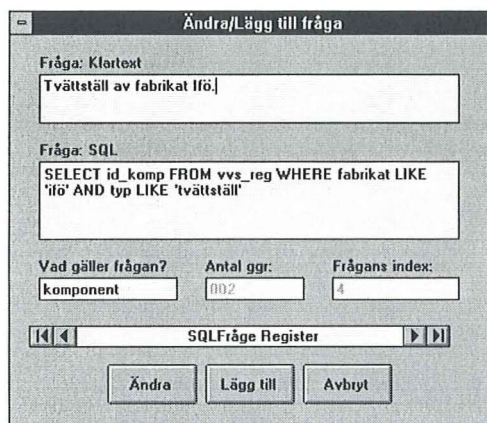 Ändra/Lägg till fråga
Fråga: Klartext
Tvättställ av fabrikat Ifö.
Fråga: SQL
SELECT id_komp FROM vvs_reg WHERE fabrikat LIKE
'ifö' AND typ LIKE 'tvättställ'
Vad gäller frågan? Antal ggr: Frågans index:
komponent 002 4
SQLFråge Register
Ändra Lägg till Avbryt